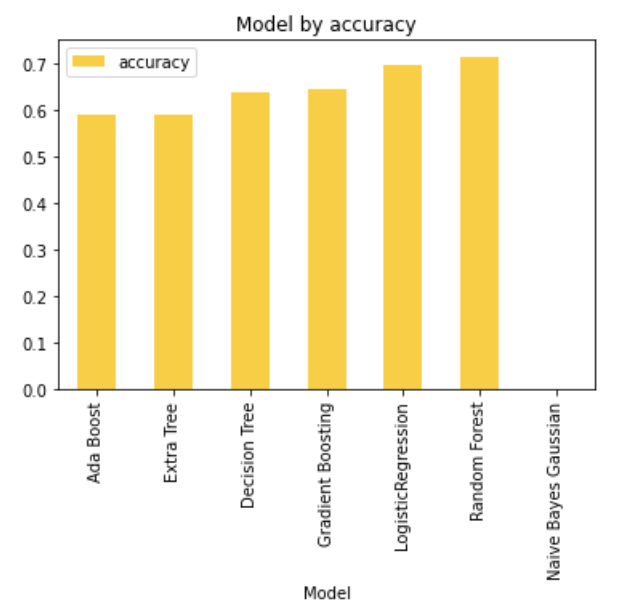 Model by accuracy
accuracy
0.7
0.6
0.5
0.4
0.3
0.2
0.1
0.0
Ada Boost
Extra Tree
Decision Tree
Gradient Boosting
LogisticRegression
Random Forest
Naive Bayes Gaussian
Model